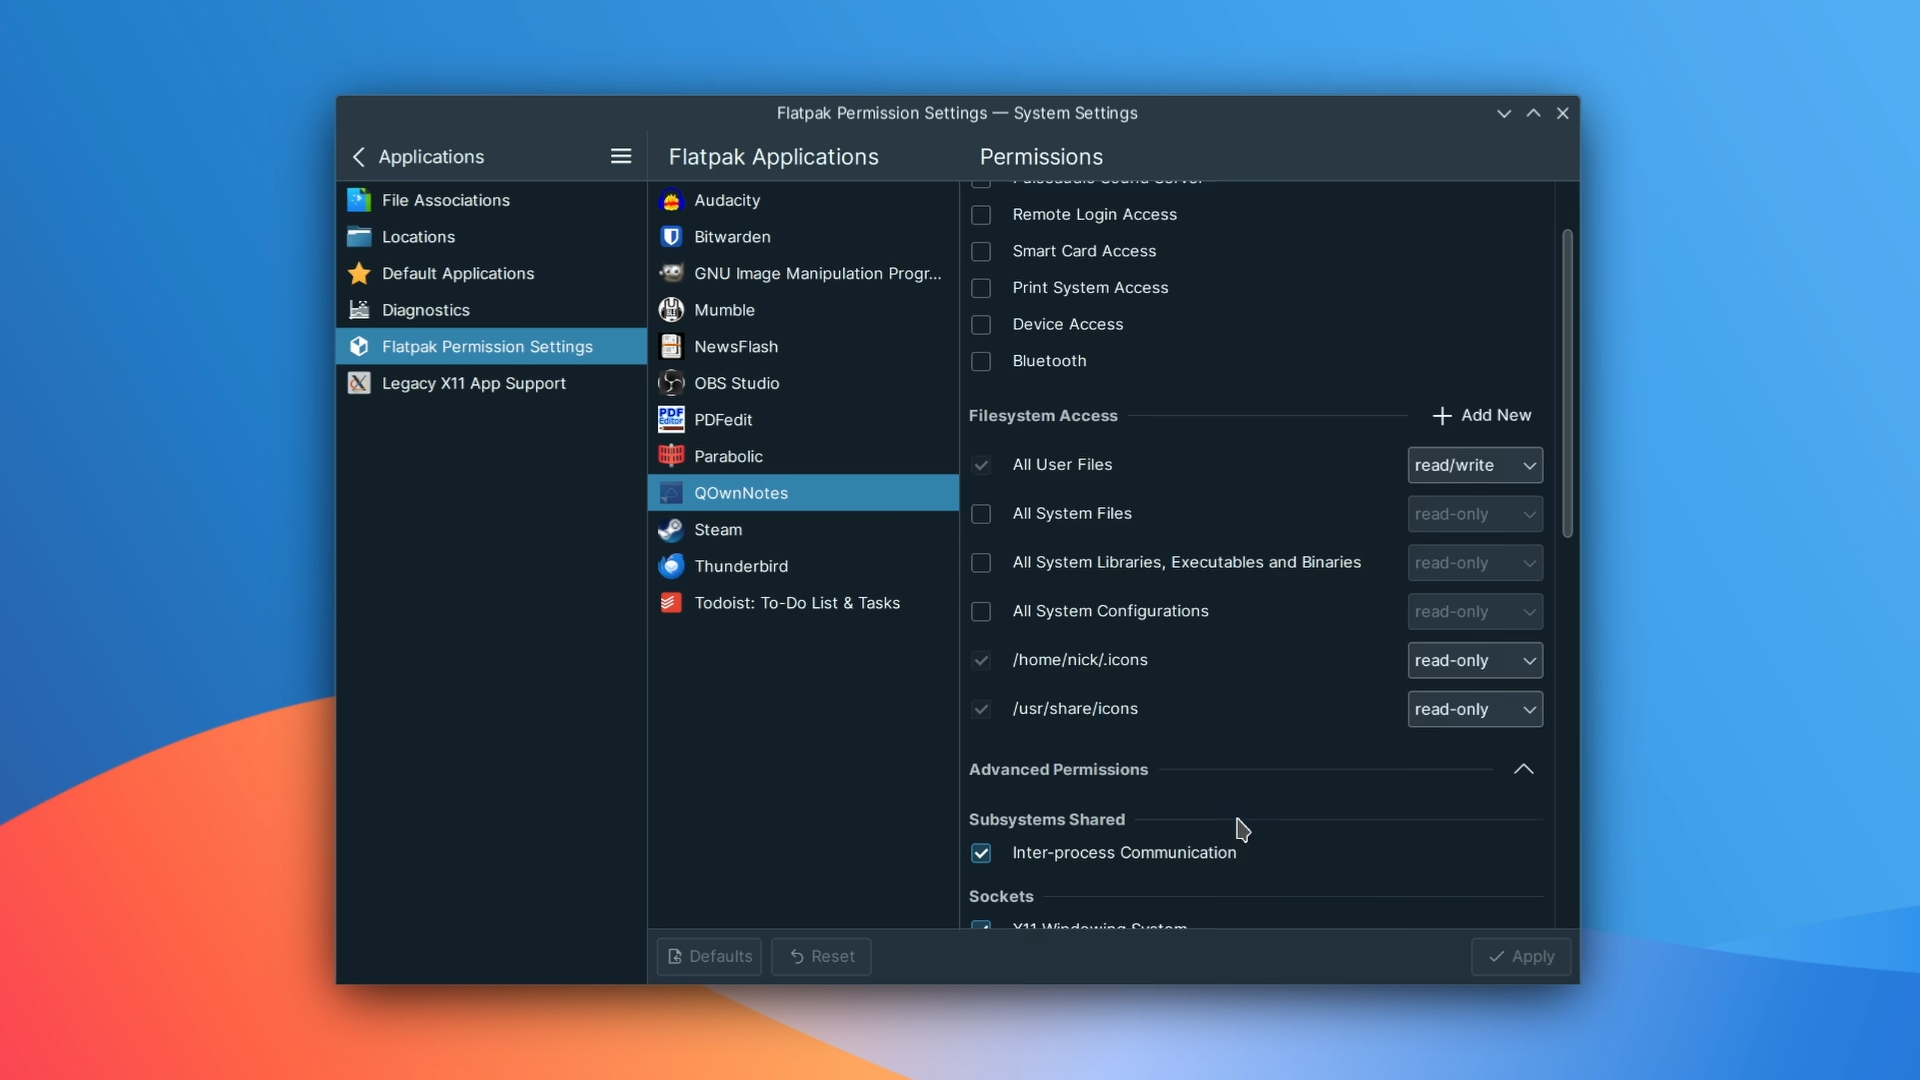 Flatpak Permission Settings — System Settings
Applications
Flatpak Applications
Permissions
File Associations
Locations
Default Applications
Diagnostics
Flatpak Permission Settings
Legacy X11 App Support
Audacity
Bitwarden
GNU Image Manipulation Progr...
Mumble
NewsFlash
OBS Studio
PDF Editor
PDFedit
Parabolic
QOwnNotes
Steam
Thunderbird
Todoist: To-Do List & Tasks
Remote Login Access
Smart Card Access
Print System Access
Device Access
Bluetooth
Filesystem Access
Add New
All User Files
read/write
All System Files
read-only
All System Libraries, Executables and Binaries
read-only
All System Configurations
read-only
/home/nick/.icons
read-only
/usr/share/icons
read-only
Advanced Permissions
Subsystems Shared
Inter-process Communication
Sockets
X11 Windowing System
Defaults
Reset
Apply